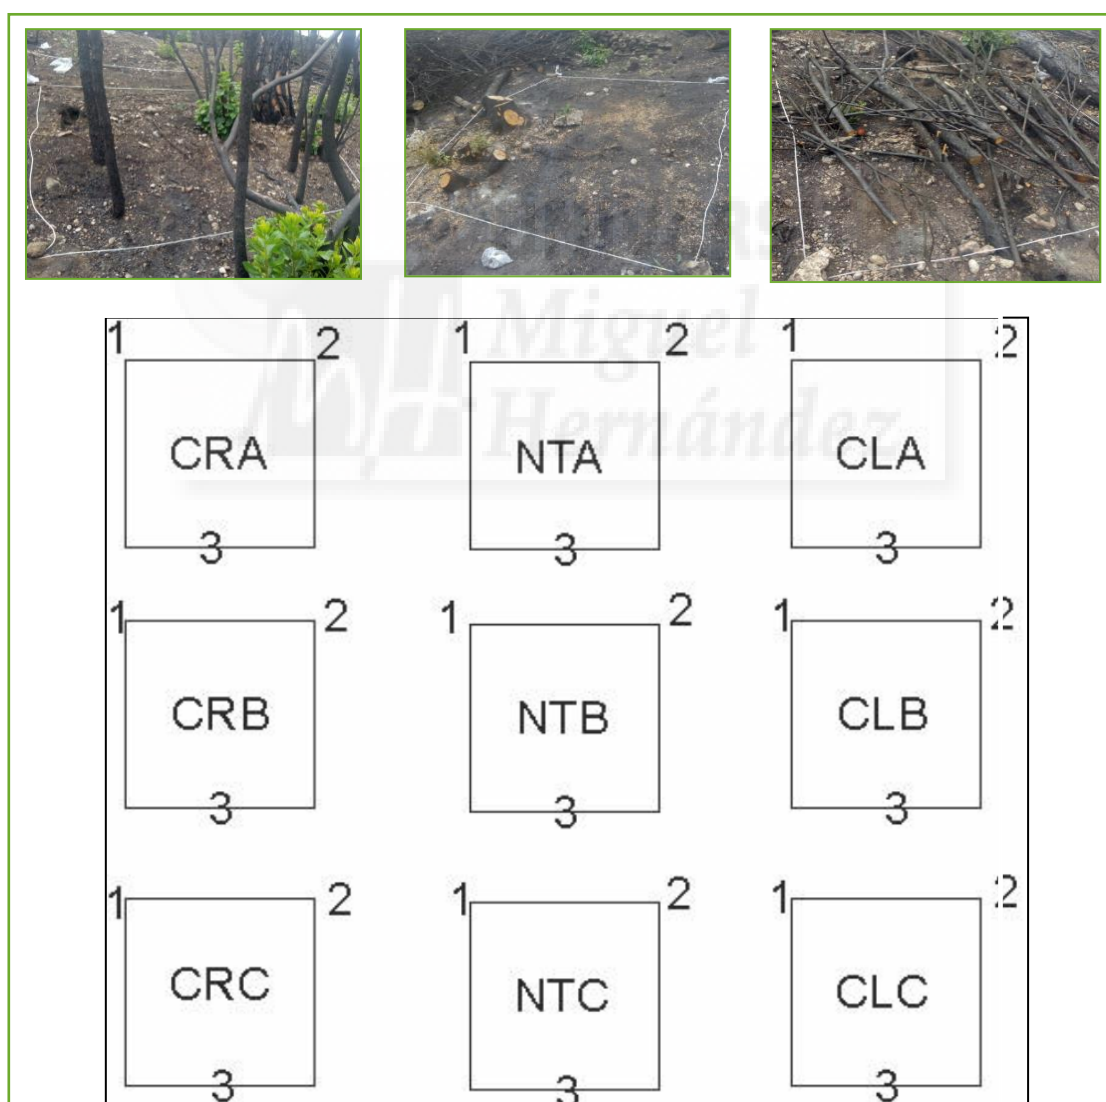 Miguel
Hernández
1 2 1 2 1 2
CRA NTA CLA
3 3 3
1 2 1 2 1 2
CRB NTB CLB
3 3 3
1 2 1 2 1 2
CRC NTC CLC
3 3 3